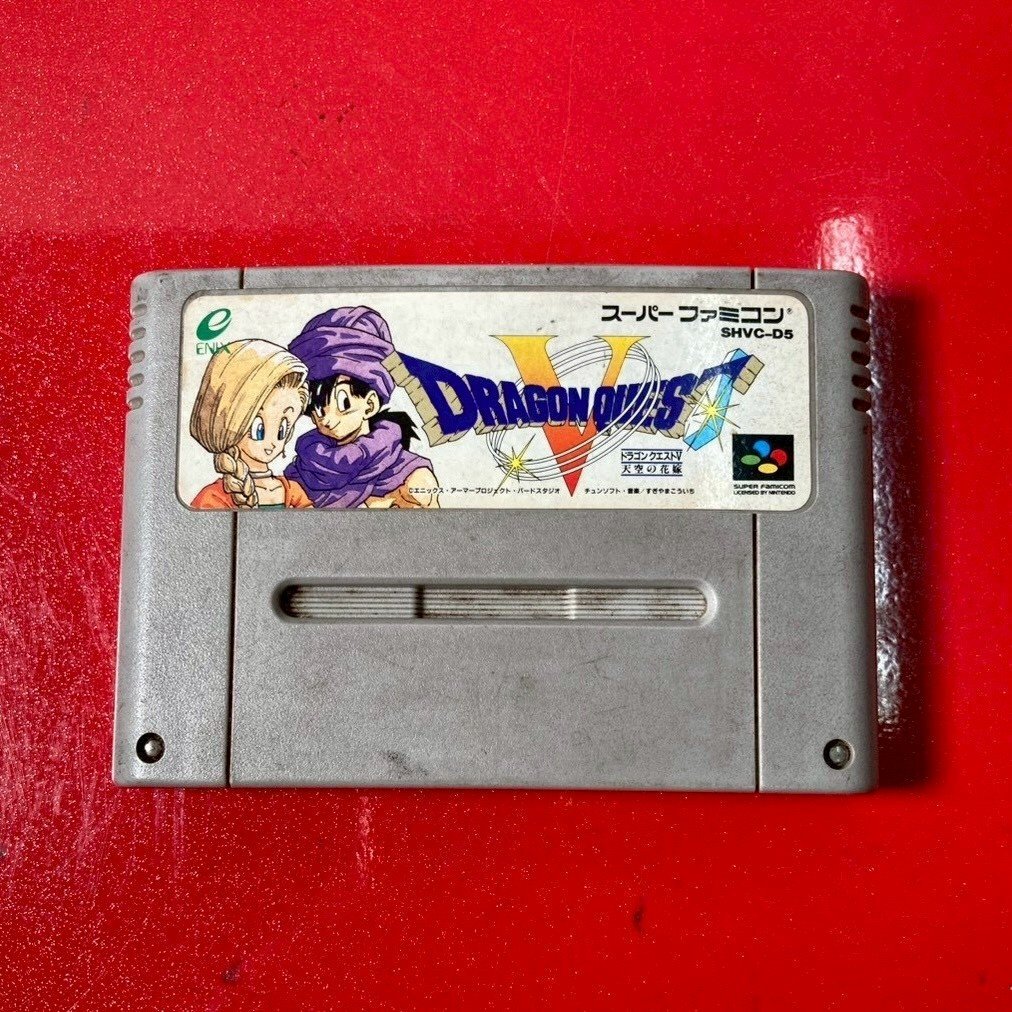 スーパーファミコン®
SHVC-D5
ENIX
V
DRAGON QUEST
ドラゴンクエストV
天空の花嫁
SUPER FAMICOM
LICENSED BY NINTENDO
©エニックス・アーマープロジェクト・バードスタジオ チュンソフト・音楽/すぎやまこういち